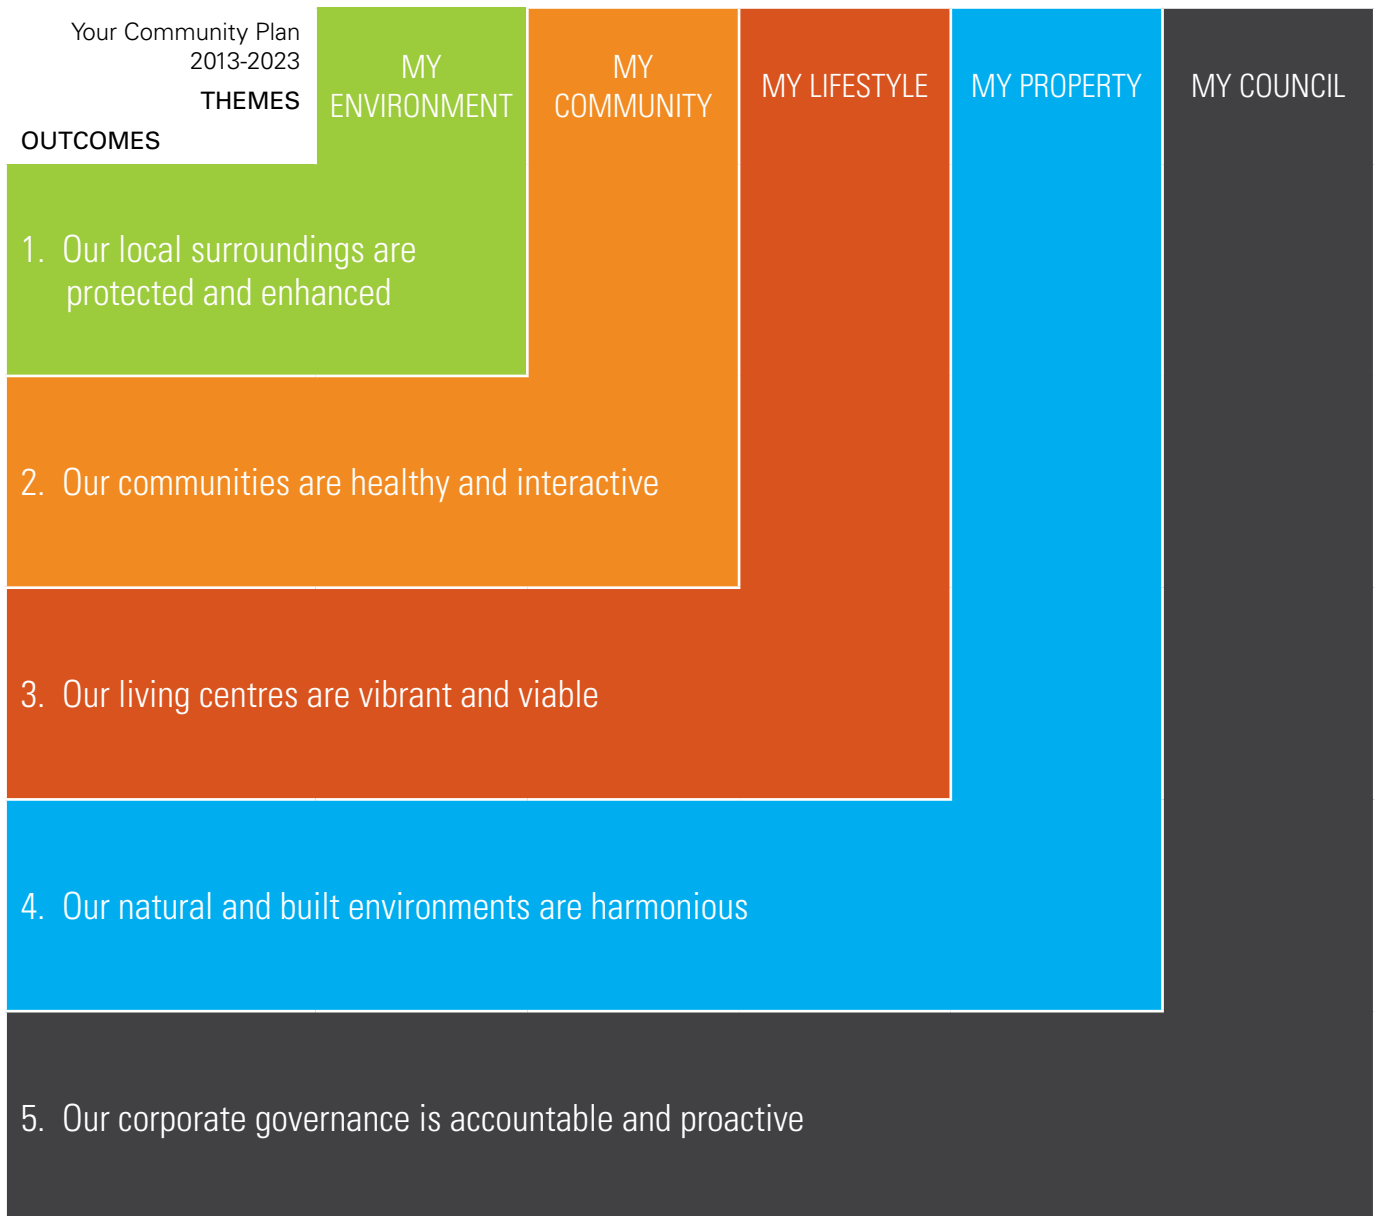 Your Community Plan
2013-2023
THEMES
OUTCOMES
MY
ENVIRONMENT
MY
COMMUNITY
MY LIFESTYLE
MY PROPERTY
MY COUNCIL
1. Our local surroundings are
protected and enhanced
2. Our communities are healthy and interactive
3. Our living centres are vibrant and viable
4. Our natural and built environments are harmonious
5. Our corporate governance is accountable and proactive